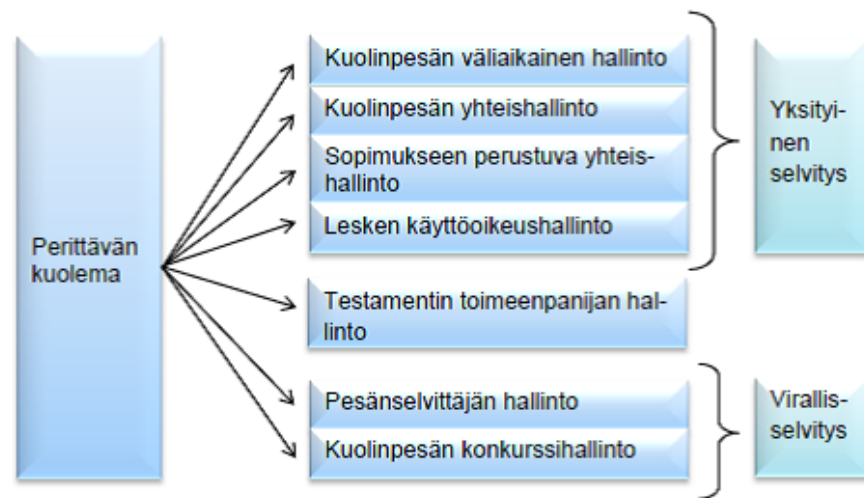 Perittävän
kuolema
Kuolinpesän väliaikainen hallinto
Kuolinpesän yhteishallinto
Sopimukseen perustuva yhteis-
hallinto
Lesken käyttöoikeushallinto
Testamentin toimeenpanijan hal-
linto
Pesänselvittäjän hallinto
Kuolinpesän konkurssihallinto
Yksityi-
nen
selvitys
Virallis-
selvitys